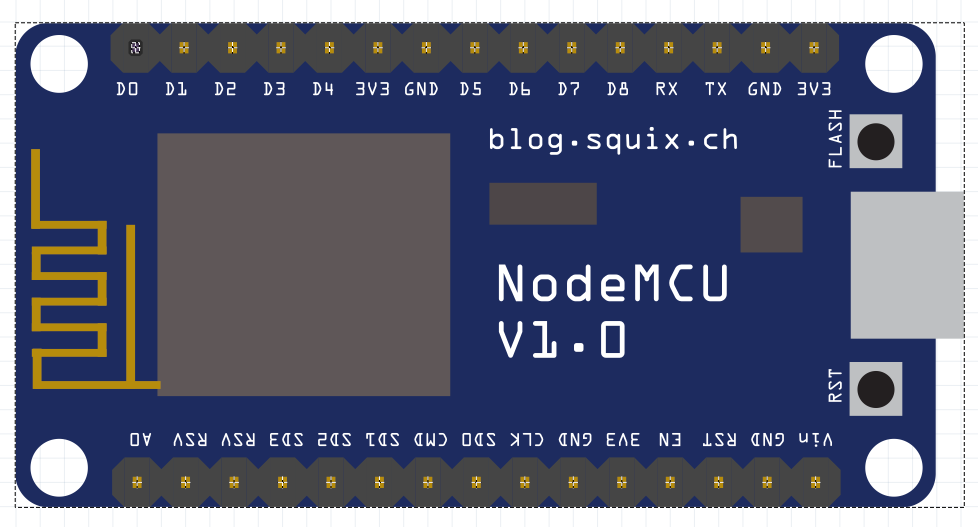 D0 D1 D2 D3 D4 3V3 GND D5 D6 D7 D8 RX TX GND 3V3
FLASH
blog.squix.ch
NodeMCU
V1.0
RST
A0 RSV RSV SD3 SD2 SD1 CMD SD0 CLK GND 3V3 EN RST GND Vin